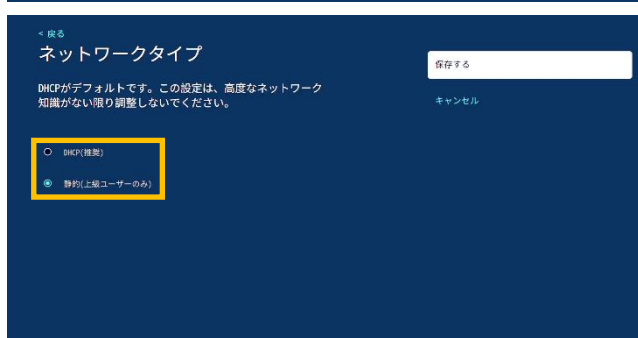 < 戻る
ネットワークタイプ
DHCPがデフォルトです。この設定は、高度なネットワーク
知識がない限り調整しないでください。
DHCP(推奨)
静的(上級ユーザーのみ)
保存する
キャンセル